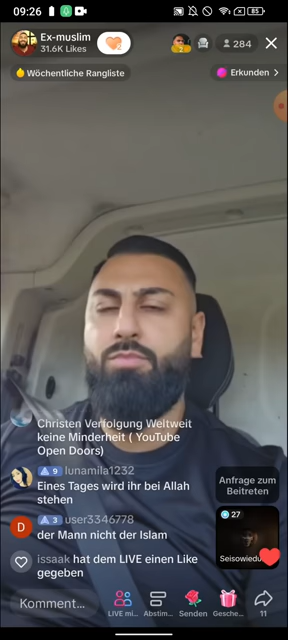 09:26
85
Ex-muslim
31.6K Likes
284
Wöchentliche Rangliste
Erkunden
Christen Verfolgung Weltweit
keine Minderheit ( YouTube
Open Doors)
9 lunamila1232
Eines Tages wird ihr bei Allah
stehen
Anfrage zum
Beitreten
D
3 user3346778
der Mann nicht der Islam
27
issaak hat dem LIVE einen Like
gegeben
Seisowiedu
Komment...
LIVE mi...
Abstim...
Senden
Gesche...
11